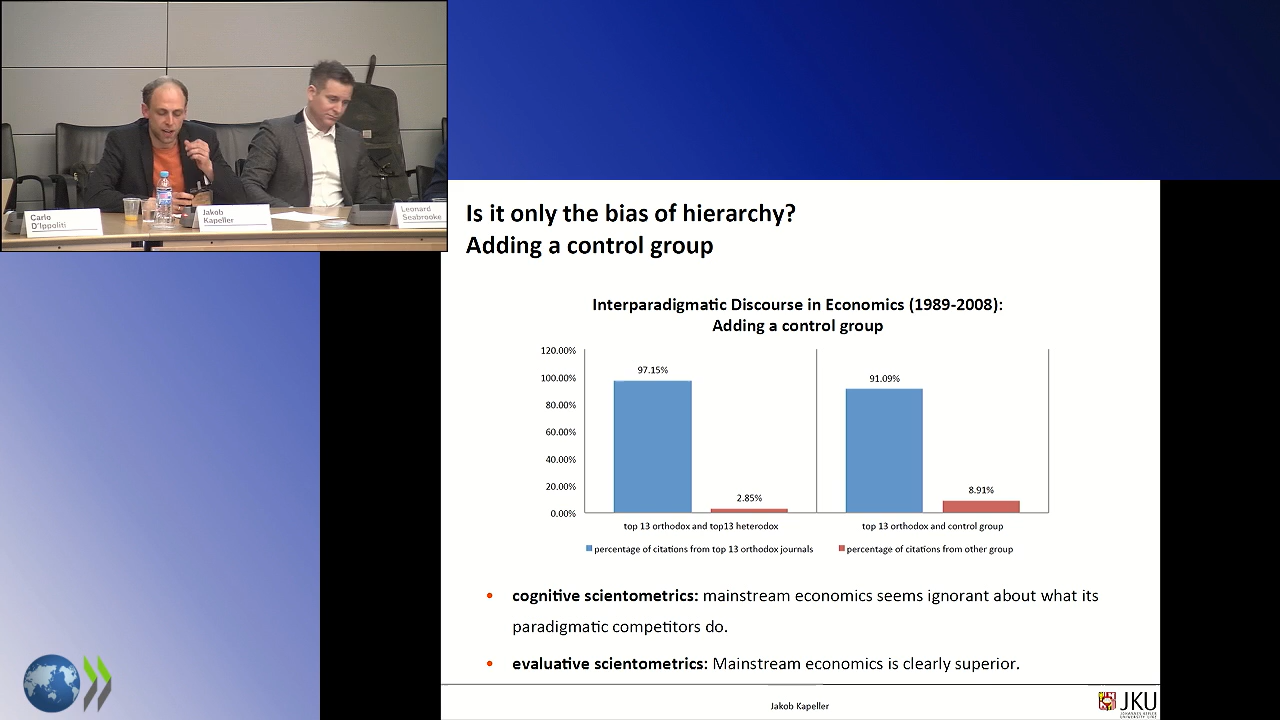 Carlo
D'Ippoliti
Jakob
Kapeller
Leonard
Seabrooke
Is it only the bias of hierarchy?
Adding a control group
Interparadigmatic Discourse in Economics (1989-2008):
Adding a control group
120.00%
100.00%
80.00%
60.00%
40.00%
20.00%
0.00%
97.15%
2.85%
91.09%
8.91%
top 13 orthodox and top13 heterodox
top 13 orthodox and control group
percentage of citations from top 13 orthodox journals
percentage of citations from other group
• cognitive scientometrics: mainstream economics seems ignorant about what its
paradigmatic competitors do.
• evaluative scientometrics: Mainstream economics is clearly superior.
Jakob Kapeller
JKU
JOHANNES KEPLER
UNIVERSITY LINZ